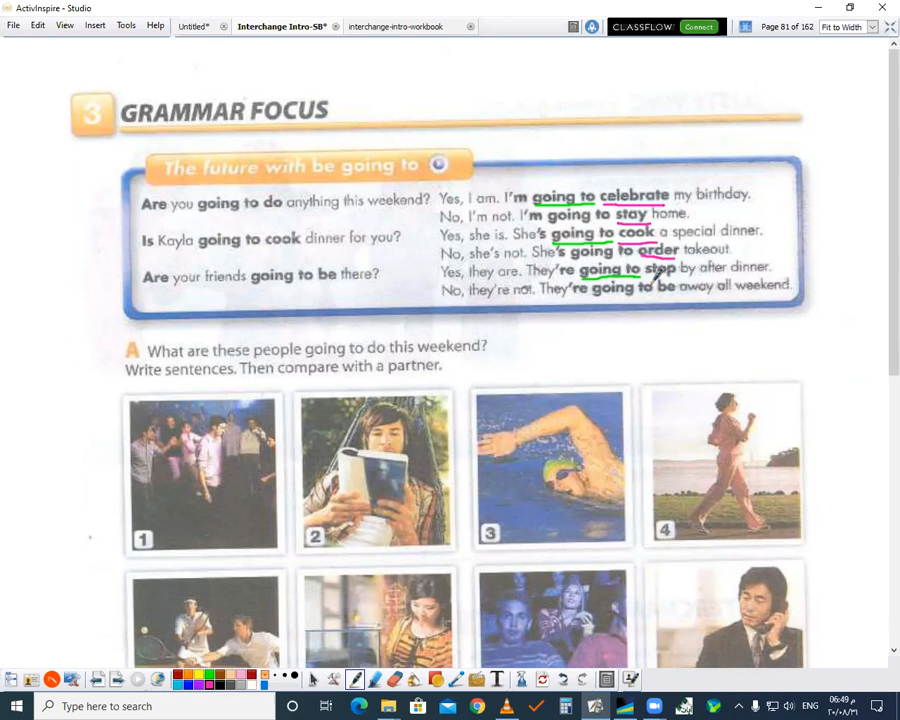 ActivInspire - Studio
File Edit View Insert Tools Help
Untitled*
Interchange Intro-SB*
interchange-intro-workbook
CLASSFLOW
Connect
Page 81 of 162
Fit to Width
3 GRAMMAR FOCUS
The future with be going to
Are you going to do anything this weekend? Yes, I am. I'm going to celebrate my birthday.
No, I'm not. I'm going to stay home.
Is Kayla going to cook dinner for you? Yes, she is. She's going to cook a special dinner.
No, she's not. She's going to order takeout.
Are your friends going to be there? Yes, they are. They're going to stop by after dinner.
No, they're not. They're going to be away all weekend.
A What are these people going to do this weekend?
Write sentences. Then compare with a partner.
1
2
3
4
Type here to search
ENG
06:49 م